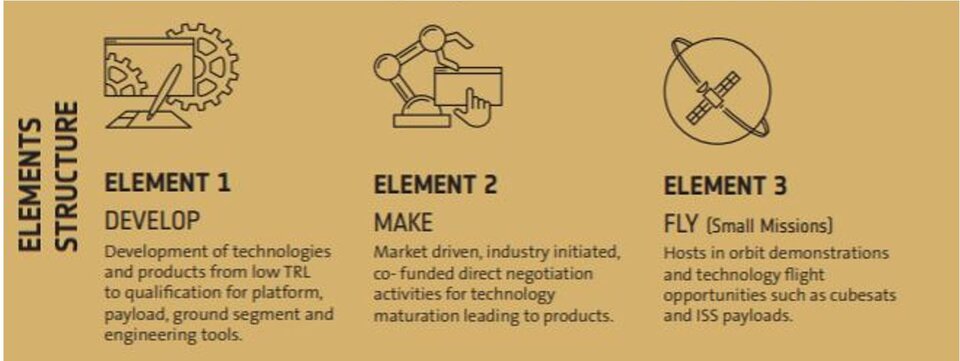 ELEMENTS
STRUCTURE
ELEMENT 1
DEVELOP
Development of technologies
and products from low TRL
to qualification for platform,
payload, ground segment and
engineering tools.
ELEMENT 2
MAKE
Market driven, industry initiated,
co- funded direct negotiation
activities for technology
maturation leading to products.
ELEMENT 3
FLY (Small Missions)
Hosts in orbit demonstrations
and technology flight
opportunities such as cubesats
and ISS payloads.